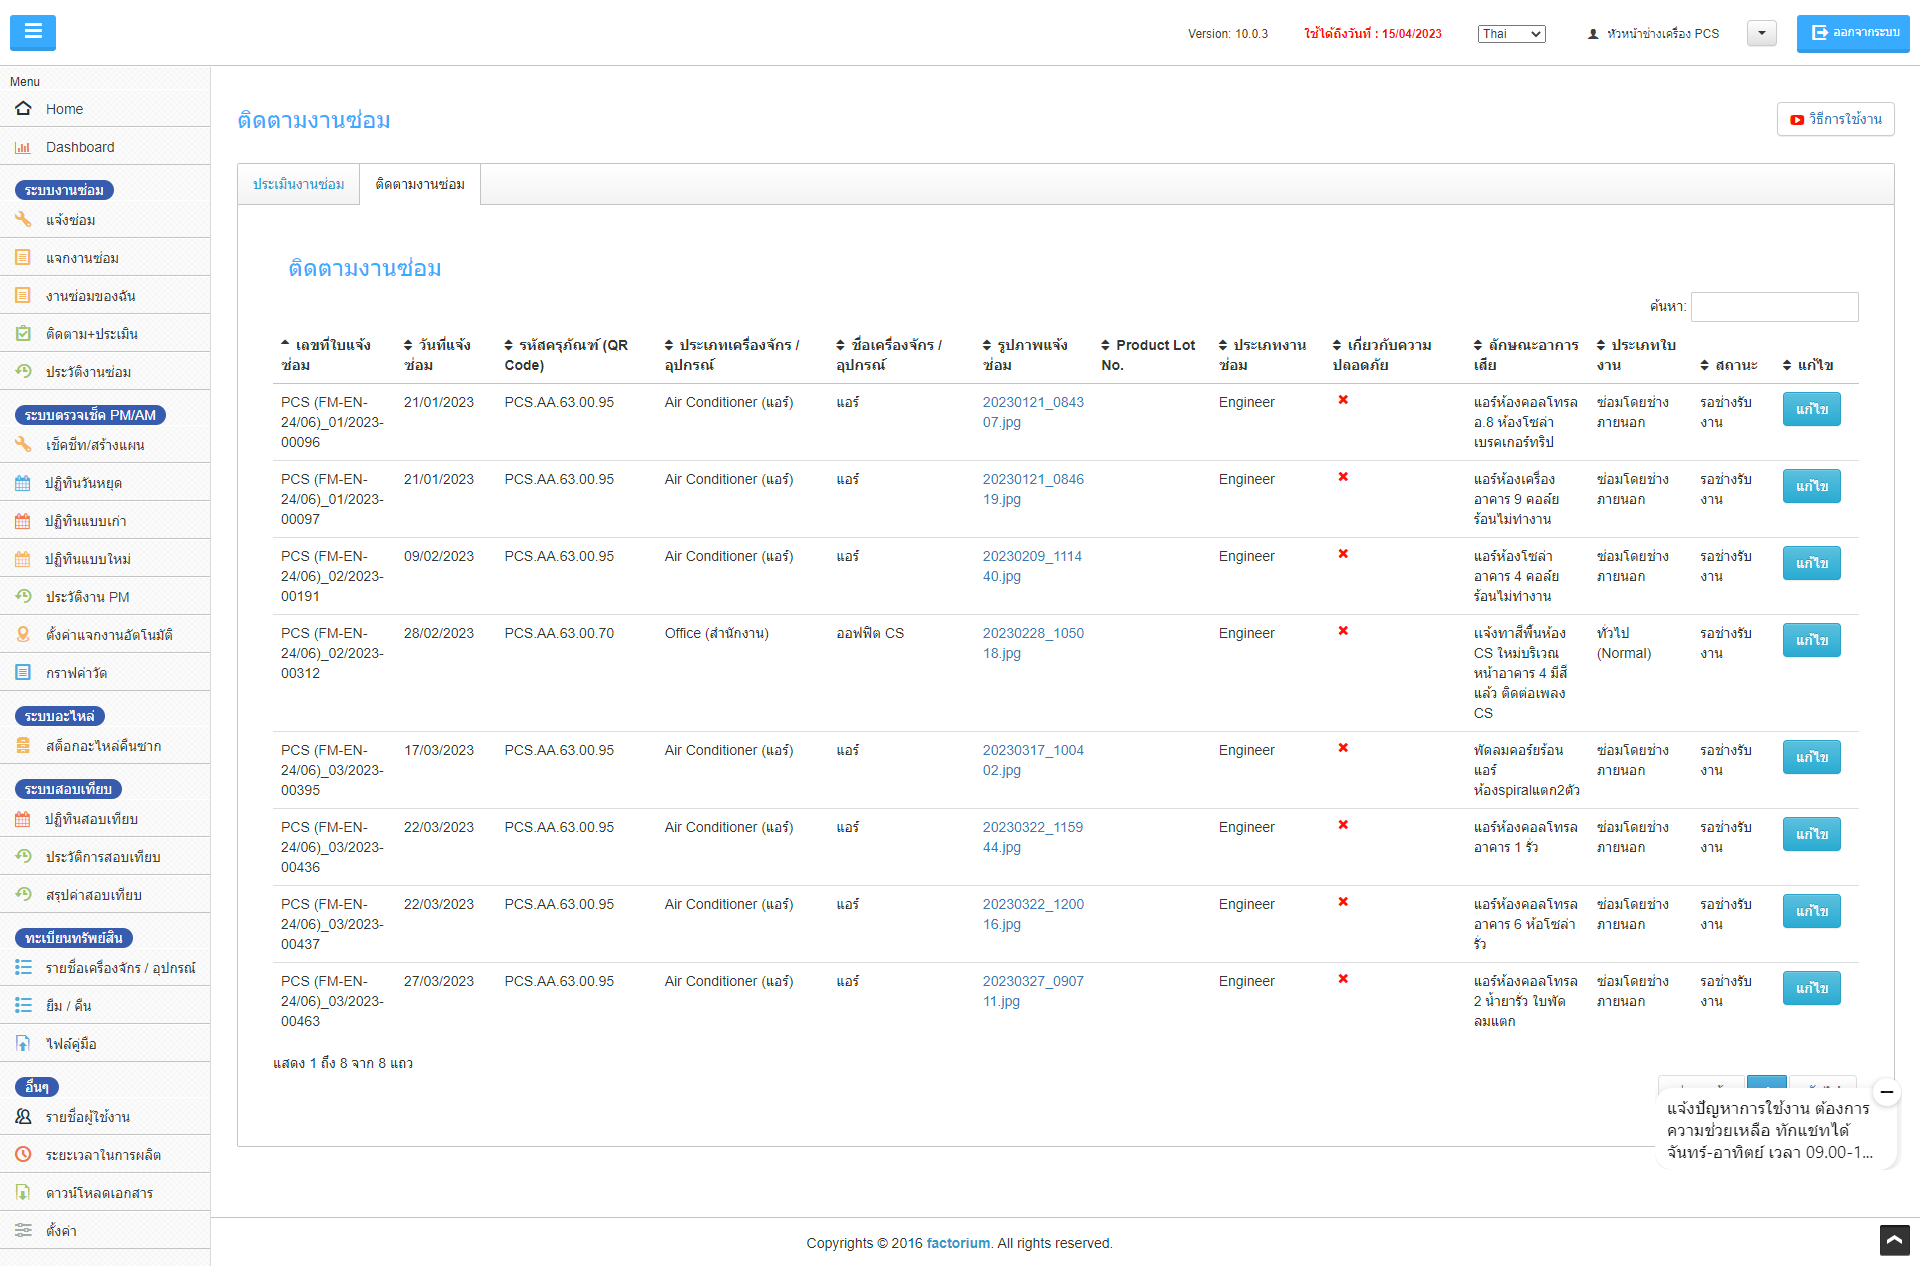 Version: 10.0.3
ใช้ได้ถึงวันที่ : 15/04/2023
Thai
หัวหน้าช่างเครื่อง PCS
ออกจากระบบ
Menu
Home
Dashboard
ระบบงานซ่อม
แจ้งซ่อม
แจกงานซ่อม
งานซ่อมของฉัน
ติดตาม+ประเมิน
ประวัติงานซ่อม
ระบบตรวจเช็ค PM/AM
เช็คชีท/สร้างแผน
ปฏิทินวันหยุด
ปฏิทินแบบเก่า
ปฏิทินแบบใหม่
ประวัติงาน PM
ตั้งค่าแจกงานอัตโนมัติ
กราฟค่าวัด
ระบบอะไหล่
สต็อกอะไหล่คืนซาก
ระบบสอบเทียบ
ปฏิทินสอบเทียบ
ประวัติการสอบเทียบ
สรุปค่าสอบเทียบ
ทะเบียนทรัพย์สิน
รายชื่อเครื่องจักร / อุปกรณ์
ยืม / คืน
ไฟล์คู่มือ
อื่นๆ
รายชื่อผู้ใช้งาน
ระยะเวลาในการผลิต
ดาวน์โหลดเอกสาร
ตั้งค่า
ติดตามงานซ่อม
วิธีการใช้งาน
ประเมินงานซ่อม
ติดตามงานซ่อม
ติดตามงานซ่อม
ค้นหา:
เลขที่ใบแจ้ง
ซ่อม
วันที่แจ้ง
ซ่อม
รหัสครุภัณฑ์ (QR
Code)
ประเภทเครื่องจักร /
อุปกรณ์
ชื่อเครื่องจักร /
อุปกรณ์
รูปภาพแจ้ง
ซ่อม
Product Lot
No.
ประเภทงาน
ซ่อม
เกี่ยวกับความ
ปลอดภัย
ลักษณะอาการ
เสีย
ประเภทใบ
งาน
สถานะ
แก้ไข
PCS (FM-EN-
24/06)_01/2023-
00096
21/01/2023
PCS.AA.63.00.95
Air Conditioner (แอร์)
แอร์
20230121_0843
07.jpg
Engineer
แอร์ห้องคอลโทรล
อ.8 ห้องโซล่า
เบรคเกอร์ทริป
ซ่อมโดยช่าง
ภายนอก
รอช่างรับ
งาน
แก้ไข
PCS (FM-EN-
24/06)_01/2023-
00097
21/01/2023
PCS.AA.63.00.95
Air Conditioner (แอร์)
แอร์
20230121_0846
19.jpg
Engineer
แอร์ห้องเครื่อง
อาคาร 9 คอล์ย
ร้อนไม่ทำงาน
ซ่อมโดยช่าง
ภายนอก
รอช่างรับ
งาน
แก้ไข
PCS (FM-EN-
24/06)_02/2023-
00191
09/02/2023
PCS.AA.63.00.95
Air Conditioner (แอร์)
แอร์
20230209_1114
40.jpg
Engineer
แอร์ห้องโซล่า
อาคาร 4 คอล์ย
ร้อนไม่ทำงาน
ซ่อมโดยช่าง
ภายนอก
รอช่างรับ
งาน
แก้ไข
PCS (FM-EN-
24/06)_02/2023-
00312
28/02/2023
PCS.AA.63.00.70
Office (สำนักงาน)
ออฟฟิต CS
20230228_1050
18.jpg
Engineer
แจ้งทาสีพื้นห้อง
CS ใหม่บริเวณ
หน้าอาคาร 4 มีสี
แล้ว ติดต่อเพลง
CS
ทั่วไป
(Normal)
รอช่างรับ
งาน
แก้ไข
PCS (FM-EN-
24/06)_03/2023-
00395
17/03/2023
PCS.AA.63.00.95
Air Conditioner (แอร์)
แอร์
20230317_1004
02.jpg
Engineer
พัดลมคอร์ยร้อน
แอร์
ห้องspiralแตก2ตัว
ซ่อมโดยช่าง
ภายนอก
รอช่างรับ
งาน
แก้ไข
PCS (FM-EN-
24/06)_03/2023-
00436
22/03/2023
PCS.AA.63.00.95
Air Conditioner (แอร์)
แอร์
20230322_1159
44.jpg
Engineer
แอร์ห้องคอลโทรล
อาคาร 1 รั่ว
ซ่อมโดยช่าง
ภายนอก
รอช่างรับ
งาน
แก้ไข
PCS (FM-EN-
24/06)_03/2023-
00437
22/03/2023
PCS.AA.63.00.95
Air Conditioner (แอร์)
แอร์
20230322_1200
16.jpg
Engineer
แอร์ห้องคอลโทรล
อาคาร 6 ห้อโซล่า
รั่ว
ซ่อมโดยช่าง
ภายนอก
รอช่างรับ
งาน
แก้ไข
PCS (FM-EN-
24/06)_03/2023-
00463
27/03/2023
PCS.AA.63.00.95
Air Conditioner (แอร์)
แอร์
20230327_0907
11.jpg
Engineer
แอร์ห้องคอลโทรล
2 น้ำยารั่ว ใบพัด
ลมแตก
ซ่อมโดยช่าง
ภายนอก
รอช่างรับ
งาน
แก้ไข
แสดง 1 ถึง 8 จาก 8 แถว
แจ้งปัญหาการใช้งาน ต้องการ
ความช่วยเหลือ ทักแชทได้
จันทร์-อาทิตย์ เวลา 09.00-1...
Copyrights © 2016 factorium. All rights reserved.